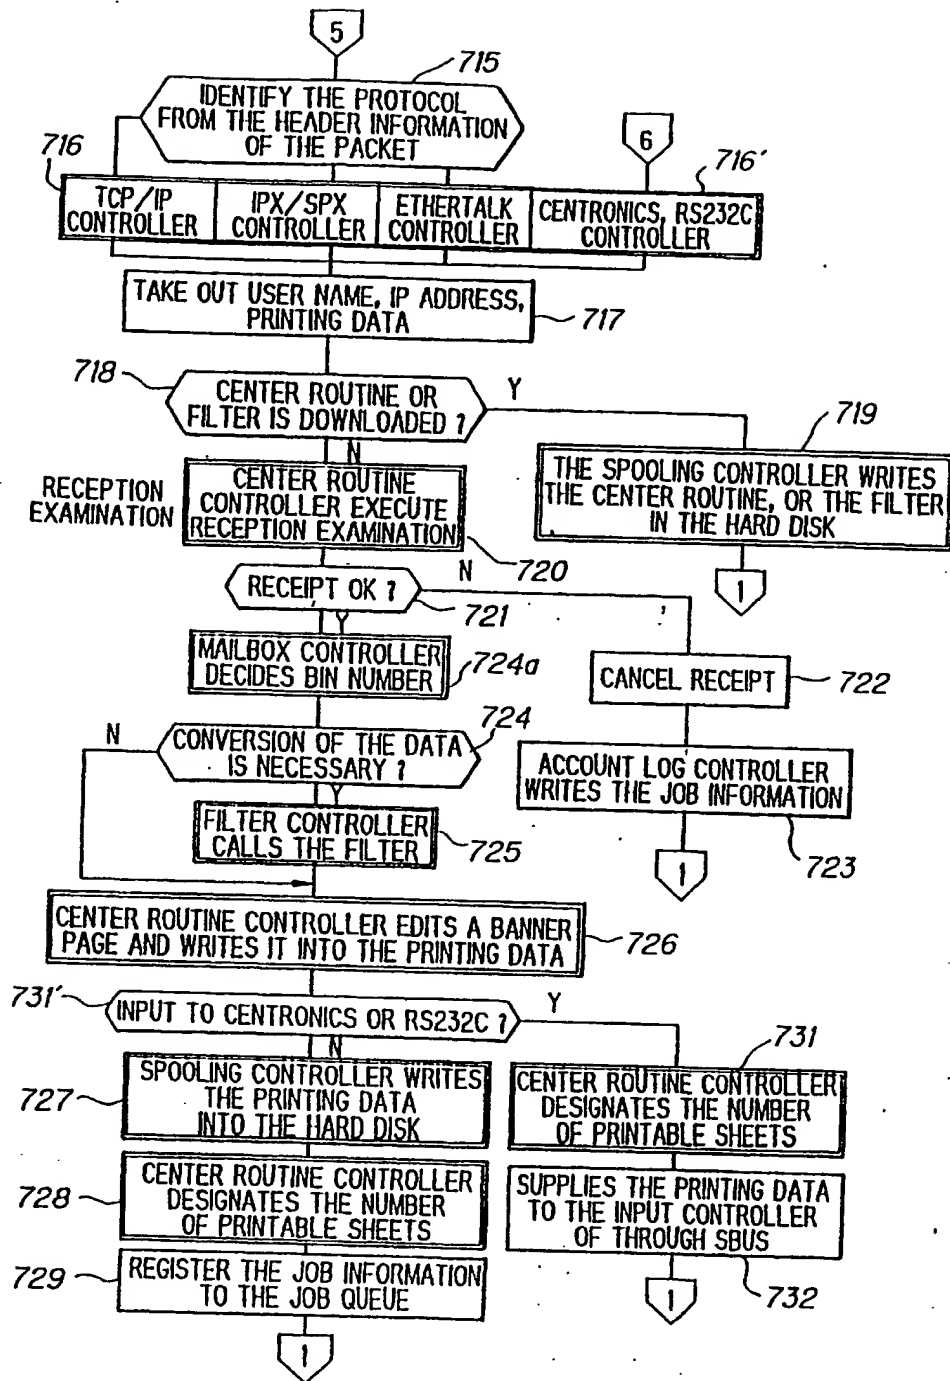 5
715
IDENTIFY THE PROTOCOL
FROM THE HEADER INFORMATION
OF THE PACKET
6
716
716'
TCP/IP
CONTROLLER
IPX/SPX
CONTROLLER
ETHERTALK
CONTROLLER
CENTRONICS, RS232C
CONTROLLER
TAKE OUT USER NAME, IP ADDRESS,
PRINTING DATA
717
718
CENTER ROUTINE OR
FILTER IS DOWNLOADED ?
Y
N
719
THE SPOOLING CONTROLLER WRITES
THE CENTER ROUTINE, OR THE FILTER
IN THE HARD DISK
1
RECEPTION
EXAMINATION
CENTER ROUTINE
CONTROLLER EXECUTE
RECEPTION EXAMINATION
720
RECEIPT OK ?
N
721
Y
MAILBOX CONTROLLER
DECIDES BIN NUMBER
724a
CANCEL RECEIPT
722
N
CONVERSION OF THE DATA
IS NECESSARY ?
724
Y
ACCOUNT LOG CONTROLLER
WRITES THE JOB INFORMATION
723
1
FILTER CONTROLLER
CALLS THE FILTER
725
CENTER ROUTINE CONTROLLER EDITS A BANNER
PAGE AND WRITES IT INTO THE PRINTING DATA
726
731'
INPUT TO CENTRONICS OR RS232C ?
Y
N
727
SPOOLING CONTROLLER WRITES
THE PRINTING DATA
INTO THE HARD DISK
731
CENTER ROUTINE CONTROLLER
DESIGNATES THE NUMBER
OF PRINTABLE SHEETS
728
CENTER ROUTINE CONTROLLER
DESIGNATES THE NUMBER
OF PRINTABLE SHEETS
SUPPLIES THE PRINTING DATA
TO THE INPUT CONTROLLER
OF THROUGH SBUS
732
729
REGISTER THE JOB INFORMATION
TO THE JOB QUEUE
1
1